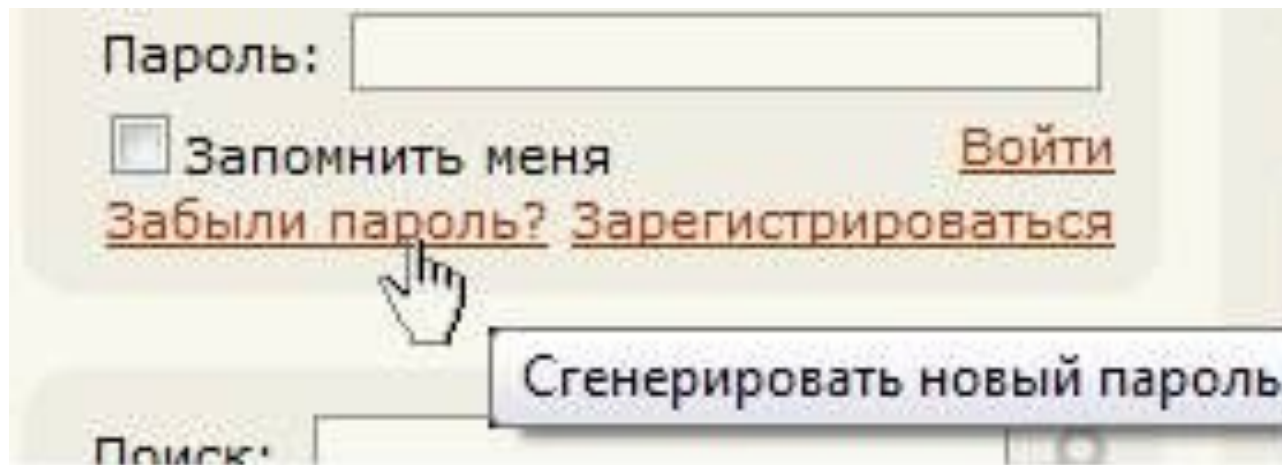 Пароль:
Запомнить меня Войти
Забыли пароль? Зарегистрироваться
Сгенерировать новый пароль
Поиск: